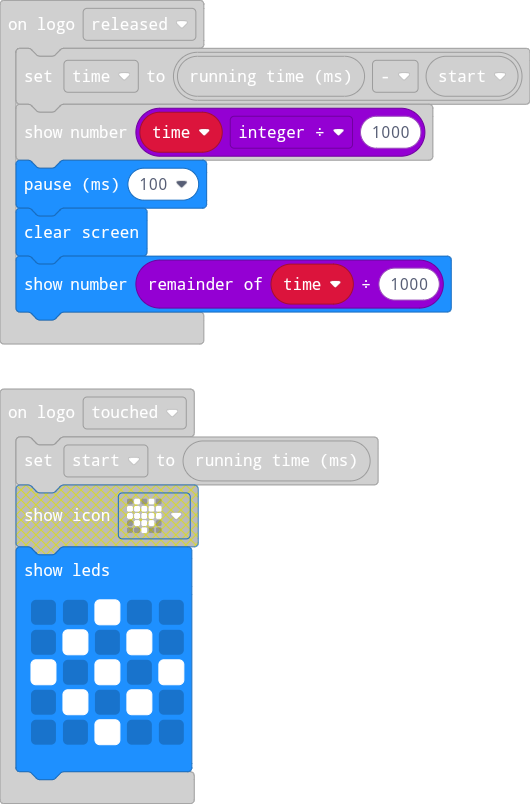 on logo released
set time to running time (ms) - start
show number time integer ÷ 1000
pause (ms) 100
clear screen
show number remainder of time ÷ 1000
on logo touched
set start to running time (ms)
show icon
show leds